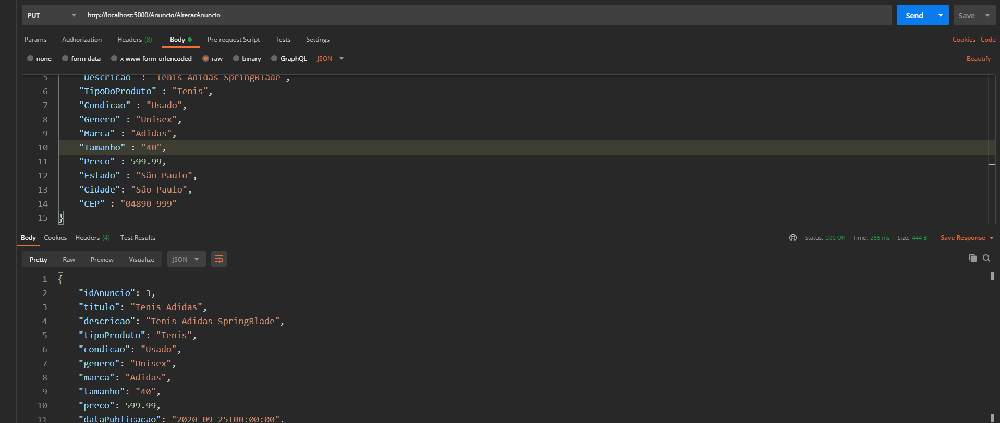 PUT http://localhost:5000/Anuncio/AlterarAnuncio Send Save
Params Authorization Headers (8) Body Pre-request Script Tests Settings Cookies Code
none form-data x-www-form-urlencoded raw binary GraphQL JSON Beautify
5 "Descricao" : "Tenis Adidas SpringBlade",
6 "TipoDoProduto" : "Tenis",
7 "Condicao" : "Usado",
8 "Genero" : "Unisex",
9 "Marca" : "Adidas",
10 "Tamanho" : "40",
11 "Preco" : 599.99,
12 "Estado" : "São Paulo",
13 "Cidade": "São Paulo",
14 "CEP" : "04890-999"
15 }
Body Cookies Headers (4) Test Results Status: 200 OK Time: 266 ms Size: 444 B Save Response
Pretty Raw Preview Visualize JSON
1 {
2 "idAnuncio": 3,
3 "titulo": "Tenis Adidas",
4 "descricao": "Tenis Adidas SpringBlade",
5 "tipoProduto": "Tenis",
6 "condicao": "Usado",
7 "genero": "Unisex",
8 "marca": "Adidas",
9 "tamanho": "40",
10 "preco": 599.99,
11 "dataPublicacao": "2020-09-25T00:00:00",